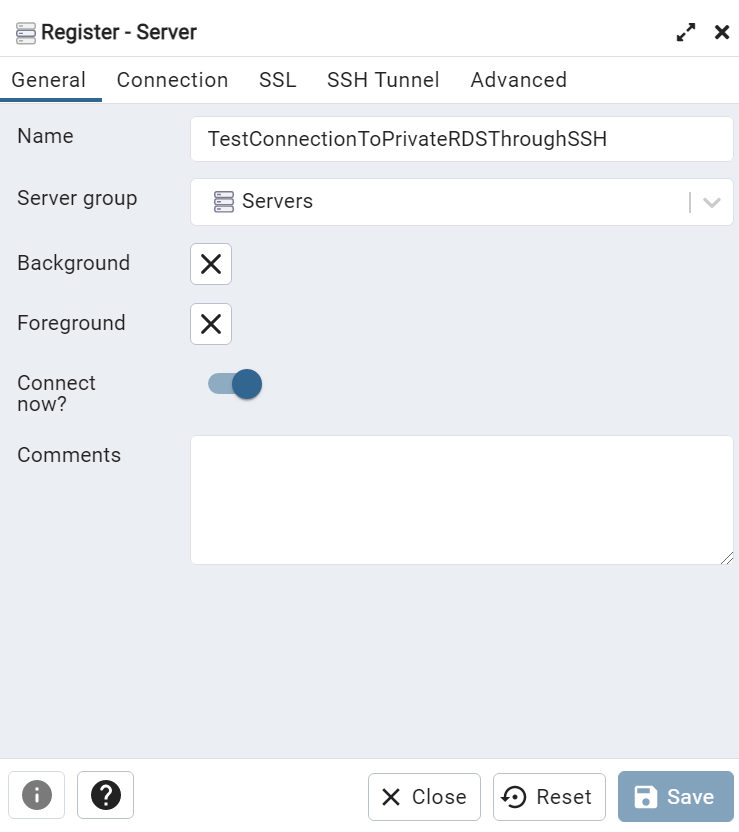 Register - Server
General Connection SSL SSH Tunnel Advanced
Name TestConnectionToPrivateRDSThroughSSH
Server group Servers
Background
Foreground
Connect
now?
Comments
Close Reset Save